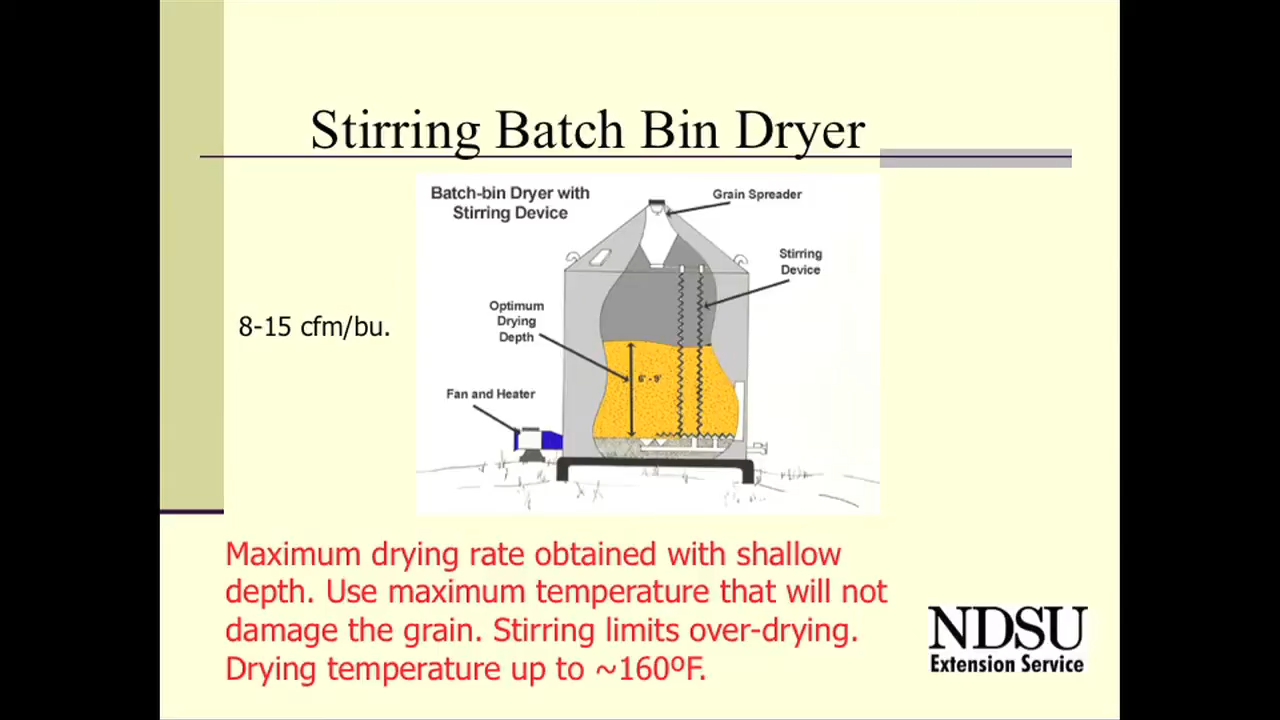 Stirring Batch Bin Dryer
Batch-bin Dryer with
Stirring Device
Grain Spreader
Stirring
Device
Optimum
Drying
Depth
8-15 cfm/bu.
6' - 9'
Fan and Heater
Maximum drying rate obtained with shallow
depth. Use maximum temperature that will not
damage the grain. Stirring limits over-drying.
Drying temperature up to ~160ºF.
NDSU
Extension Service